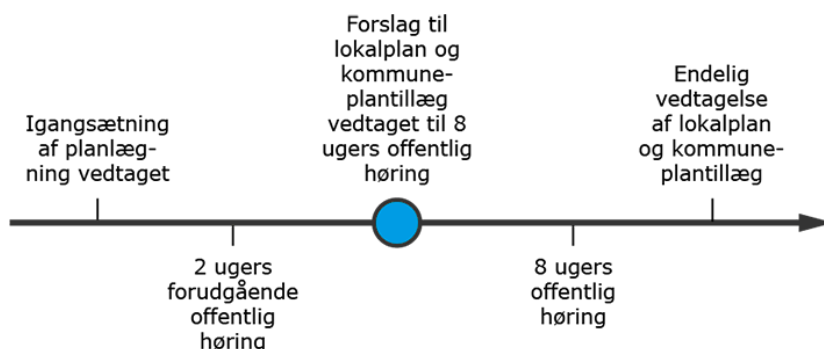 Igangsætning
af planlæg-
ning vedtaget
2 ugers
forudgående
offentlig
høring
Forslag til
lokalplan og
kommune-
plantillæg
vedtaget til 8
ugers offentlig
høring
8 ugers
offentlig
høring
Endelig
vedtagelse
af lokalplan
og kommune-
plantillæg